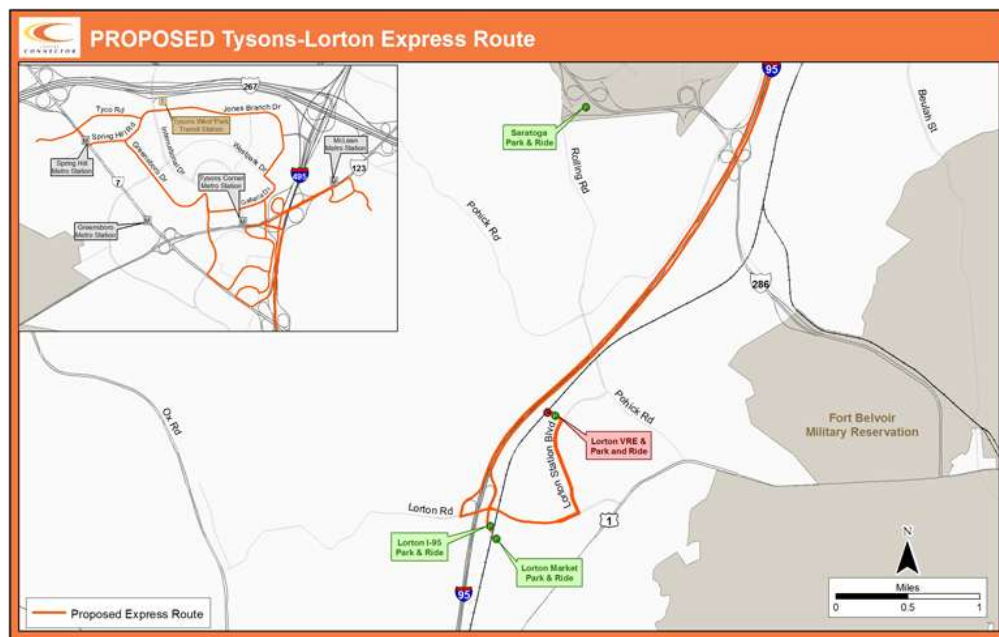 CONNECTOR
PROPOSED Tysons-Lorton Express Route
267
Tyco Rd
Jones Branch Dr
Tysons West Park
Transit Station
Spring Hill Rd
International Dr
McLean
Metro Station
Westpark Dr
123
Spring Hill
Metro Station
Greensboro Dr
Tysons Corner
Metro Station
495
7
Galleria Dr
Greensboro
Metro Station
95
Saratoga
Park & Ride
Rolling Rd
Beulah St
Pohick Rd
286
Ox Rd
Pohick Rd
Fort Belvoir
Military Reservation
Lorton VRE &
Park and Ride
Lorton Station Blvd
Lorton Rd
1
Lorton I-95
Park & Ride
Lorton Market
Park & Ride
95
N
Miles
0 0.5 1
Proposed Express Route